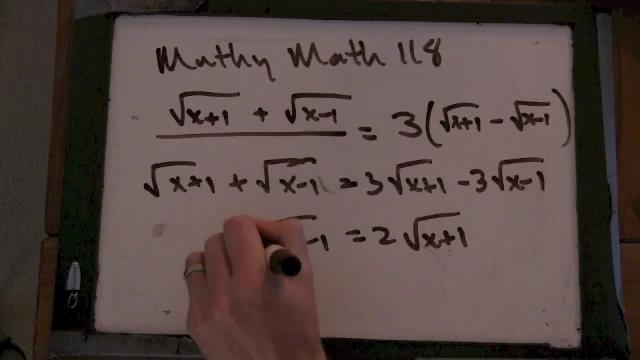 Mathy Math 118
√x+1 + √x-1 = 3(√x+1 - √x-1)
√x+1 + √x-1 = 3√x+1 - 3√x-1
-1 = 2√x+1